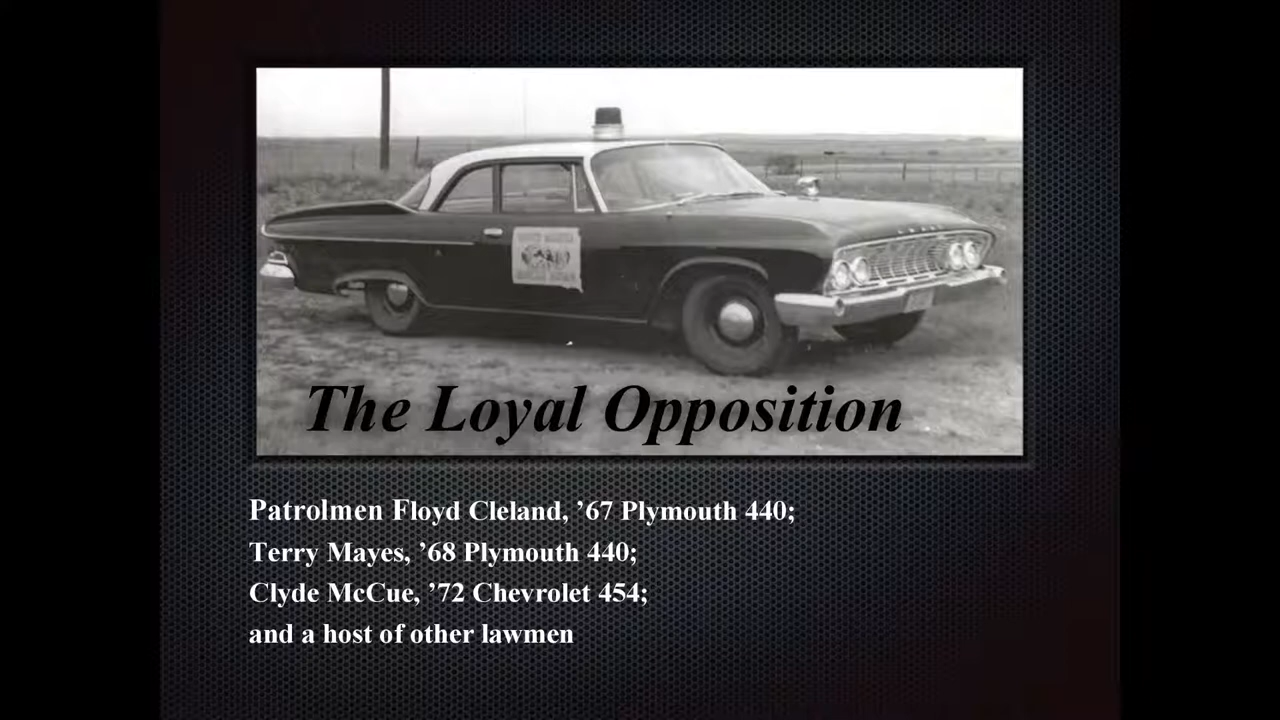 The Loyal Opposition
Patrolmen Floyd Cleland, ’67 Plymouth 440;
Terry Mayes, ’68 Plymouth 440;
Clyde McCue, ’72 Chevrolet 454;
and a host of other lawmen